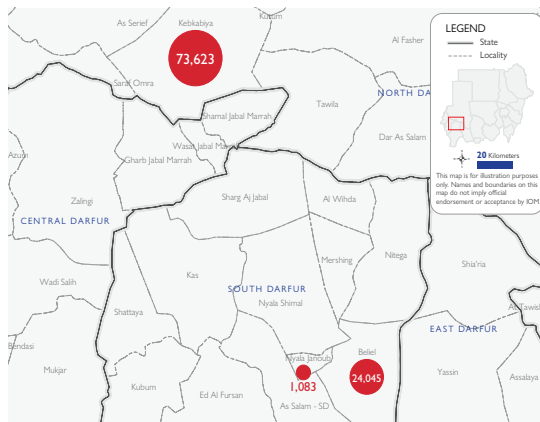 As Serief
Kebkabiya
Kutum
Al Fasher
73,623
Saraf Omra
Tawila
NORTH DA
Shamal Jabal Marrah
Dar As Salam
Wasat Jabal Marrah
Azum
Gharb Jabal Marrah
Zalingi
Sharg Aj Jabal
Al Wihda
CENTRAL DARFUR
Mershing
Nitega
Shia'ria
Wadi Salih
Kas
SOUTH DARFUR
Nyala Shimal
Shattaya
EAST DARFUR
Bendasi
Nyala Janoub
Beliel
Mukjar
Kubum
Ed Al Fursan
1,083
24,045
Yassin
Assalaya
As Salam - SD
LEGEND
State
Locality
20 Kilometers
This map is for illustration purposes
only. Names and boundaries on this
map do not imply official
endorsement or acceptance by IOM.